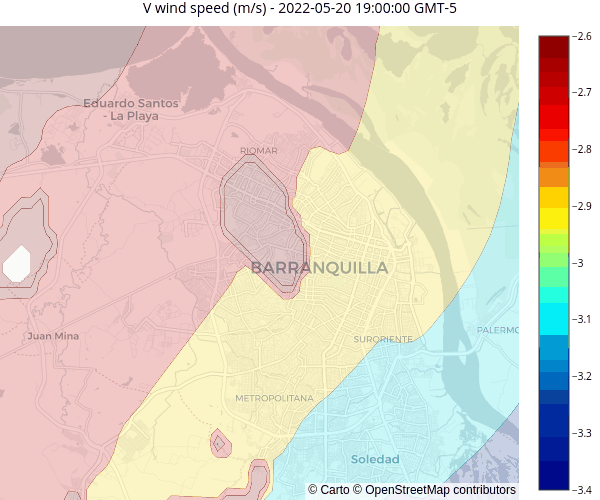 V wind speed (m/s) - 2022-05-20 19:00:00 GMT-5
Eduardo Santos
- La Playa
RIOMAR
BARRANQUILLA
Juan Mina
SURORIENTE
PALERMO
METROPOLITANA
Soledad
© Carto © OpenStreetMap contributors
−2.6
−2.7
−2.8
−2.9
−3
−3.1
−3.2
−3.3
−3.4